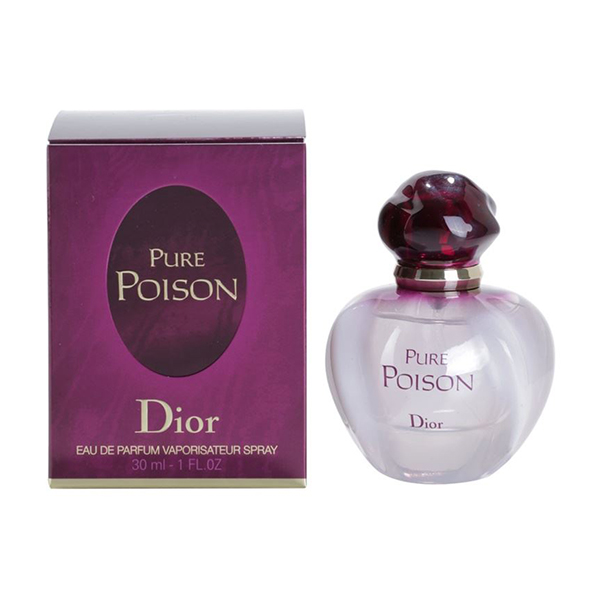 PURE
POISON
Dior
EAU DE PARFUM VAPORISATEUR SPRAY
30 ml - 1 FL.OZ
PURE
POISON
Dior